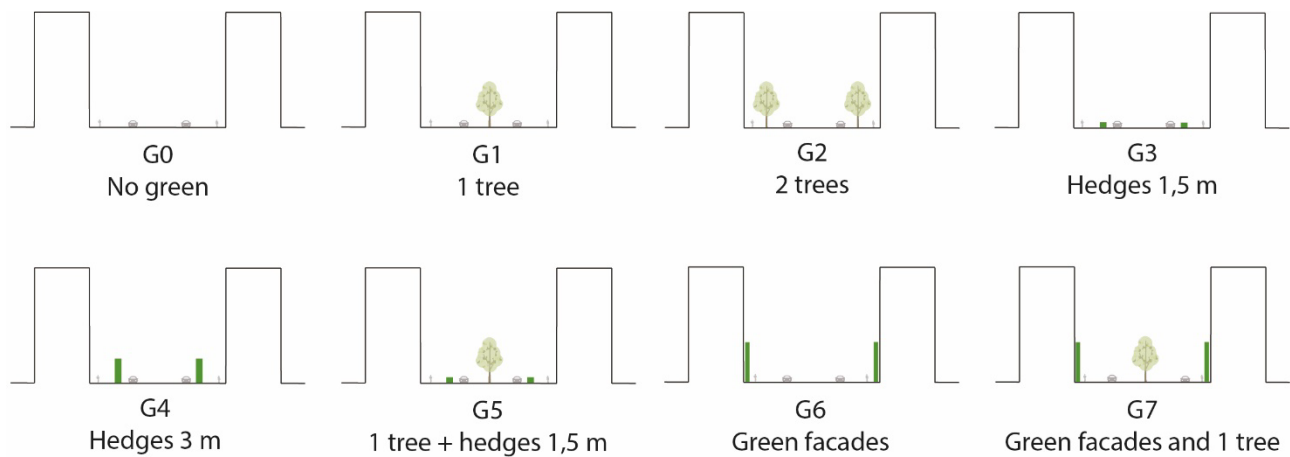 G0
No green
G1
1 tree
G2
2 trees
G3
Hedges 1,5 m
G4
Hedges 3 m
G5
1 tree + hedges 1,5 m
G6
Green facades
G7
Green facades and 1 tree